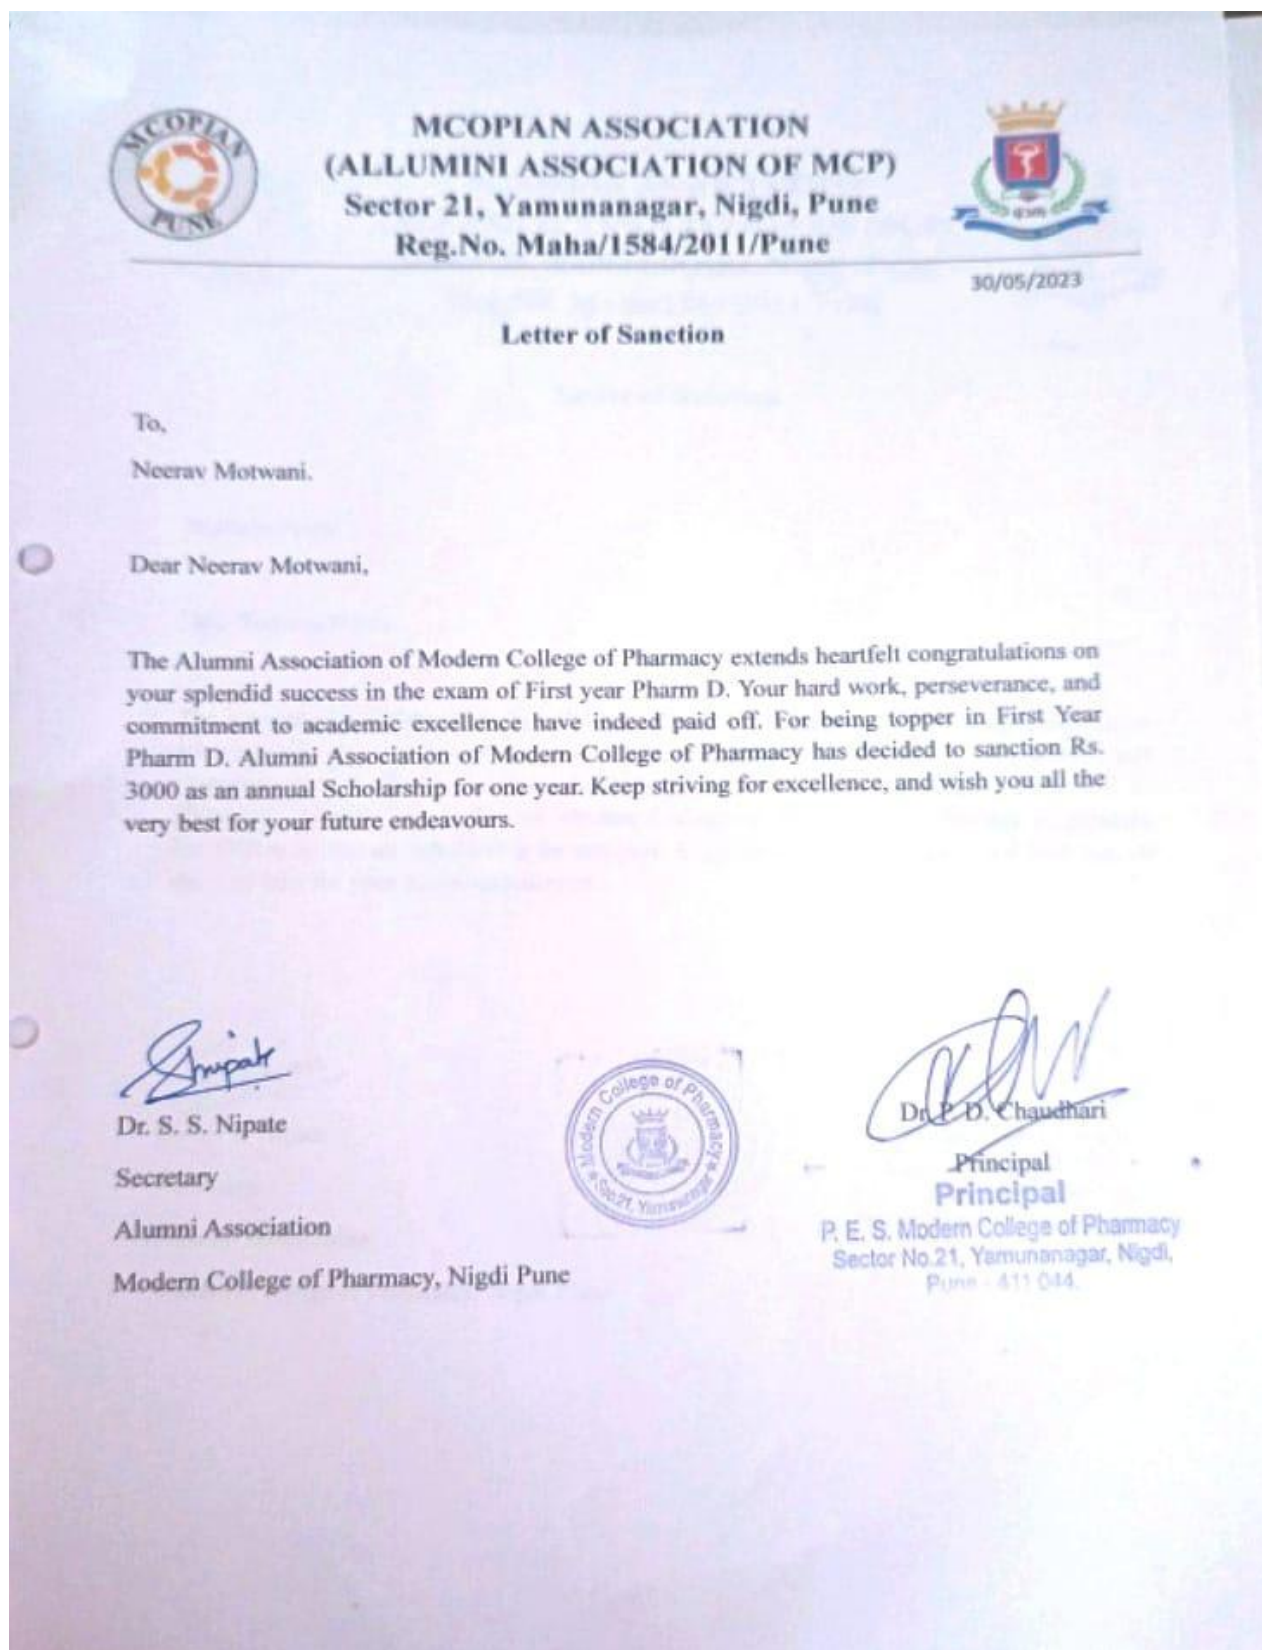 MCOPIAN
PUNE
MCOPIAN ASSOCIATION
(ALLUMINI ASSOCIATION OF MCP)
Sector 21, Yamunanagar, Nigdi, Pune
Reg.No. Maha/1584/2011/Pune
30/05/2023
Letter of Sanction
To,
Neerav Motwani.
Dear Neerav Motwani,
The Alumni Association of Modern College of Pharmacy extends heartfelt congratulations on
your splendid success in the exam of First year Pharm D. Your hard work, perseverance, and
commitment to academic excellence have indeed paid off. For being topper in First Year
Pharm D. Alumni Association of Modern College of Pharmacy has decided to sanction Rs.
3000 as an annual Scholarship for one year. Keep striving for excellence, and wish you all the
very best for your future endeavours.
Dr. S. S. Nipate
Secretary
Alumni Association
Modern College of Pharmacy, Nigdi Pune
Modern College of Pharmacy
Sec.21, Yamunanagar
Dr. P. D. Chaudhari
Principal
Principal
P. E. S. Modern College of Pharmacy
Sector No.21, Yamunanagar, Nigdi,
Pune - 411 044.